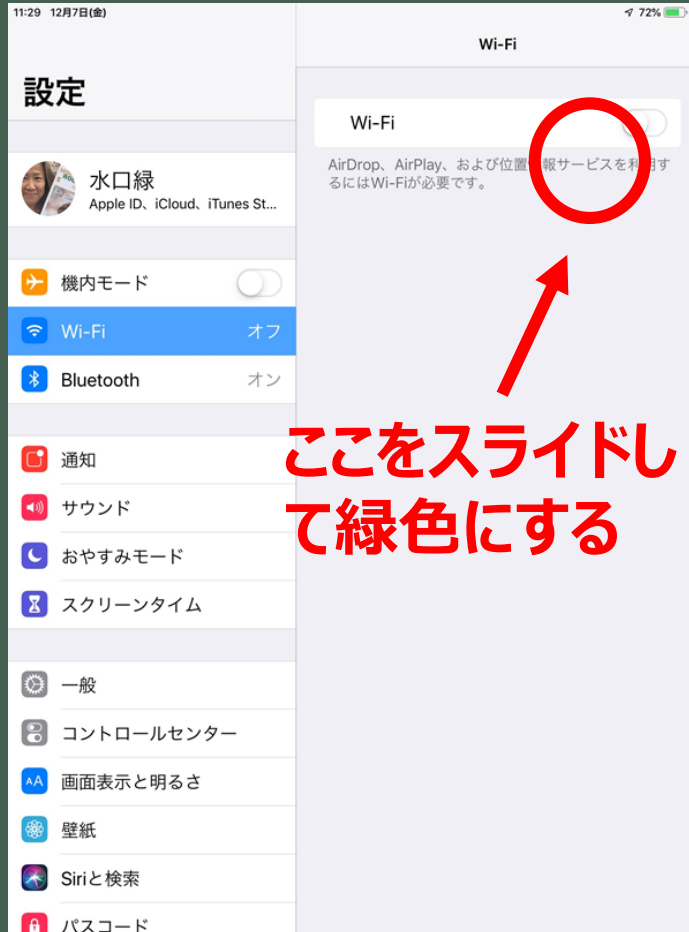 11:29 12月7日(金)
72%
設定
水口緑
Apple ID、iCloud、iTunes St...
機内モード
Wi-Fi オフ
Bluetooth オン
通知
サウンド
おやすみモード
スクリーンタイム
一般
コントロールセンター
AA 画面表示と明るさ
壁紙
Siriと検索
パスコード
Wi-Fi
Wi-Fi
AirDrop、AirPlay、および位置情報サービスを利用す
るにはWi-Fiが必要です。
ここをスライドし
て緑色にする